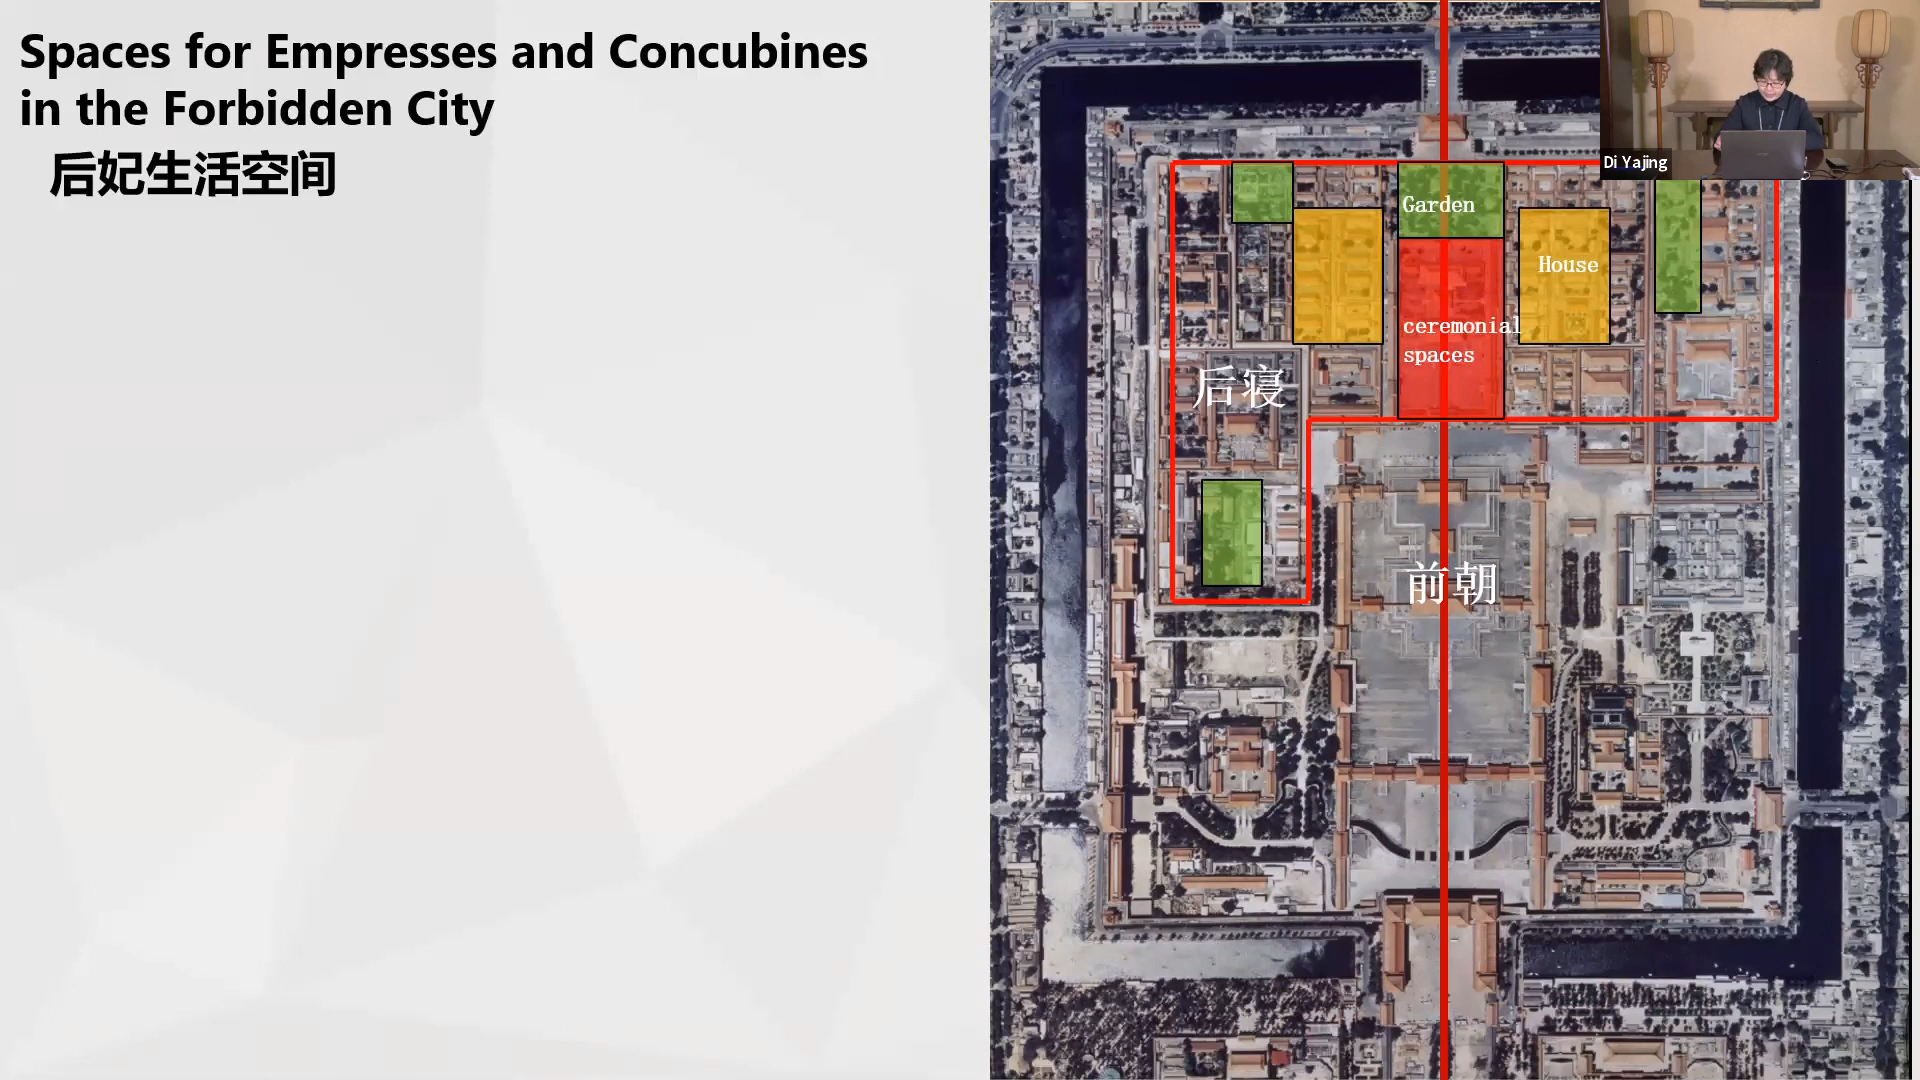 Spaces for Empresses and Concubines
in the Forbidden City
后妃生活空间
Di Yajing
Garden
House
ceremonial
spaces
后寝
前朝